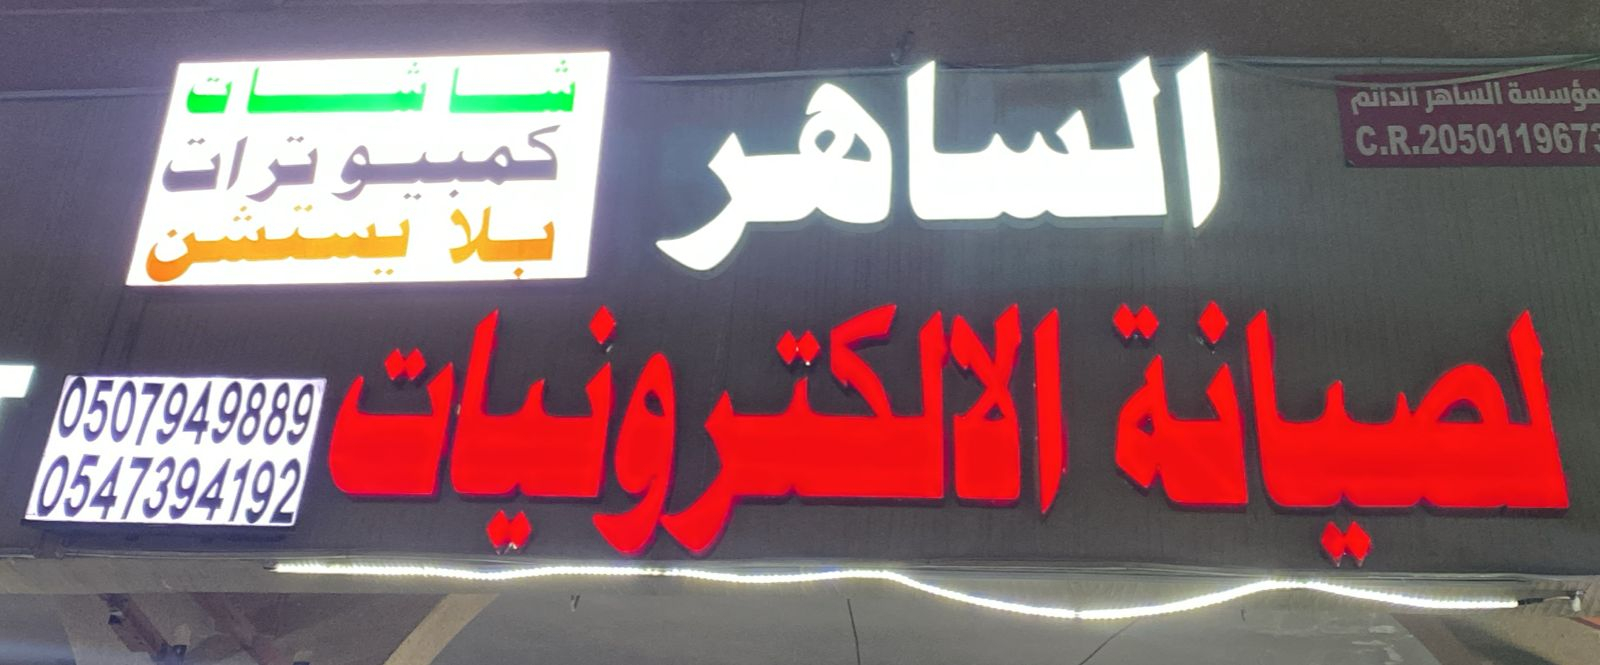 الساهر
لصيانة الالكترونيات
شاشات
كمبيوترات
بلا يستشن
0507949889
0547394192
مؤسسة الساهر الدائم
C.R.2050119673